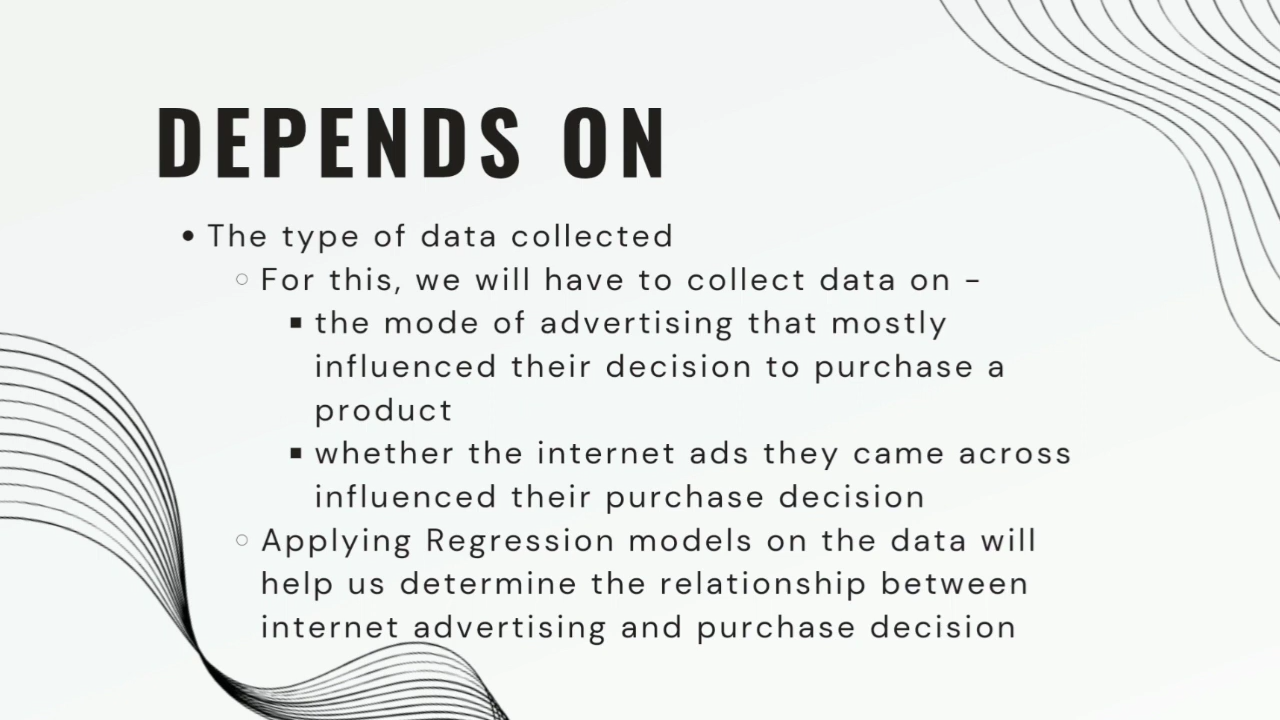 DEPENDS ON
• The type of data collected
○ For this, we will have to collect data on -
▪ the mode of advertising that mostly
influenced their decision to purchase a
product
▪ whether the internet ads they came across
influenced their purchase decision
○ Applying Regression models on the data will
help us determine the relationship between
internet advertising and purchase decision